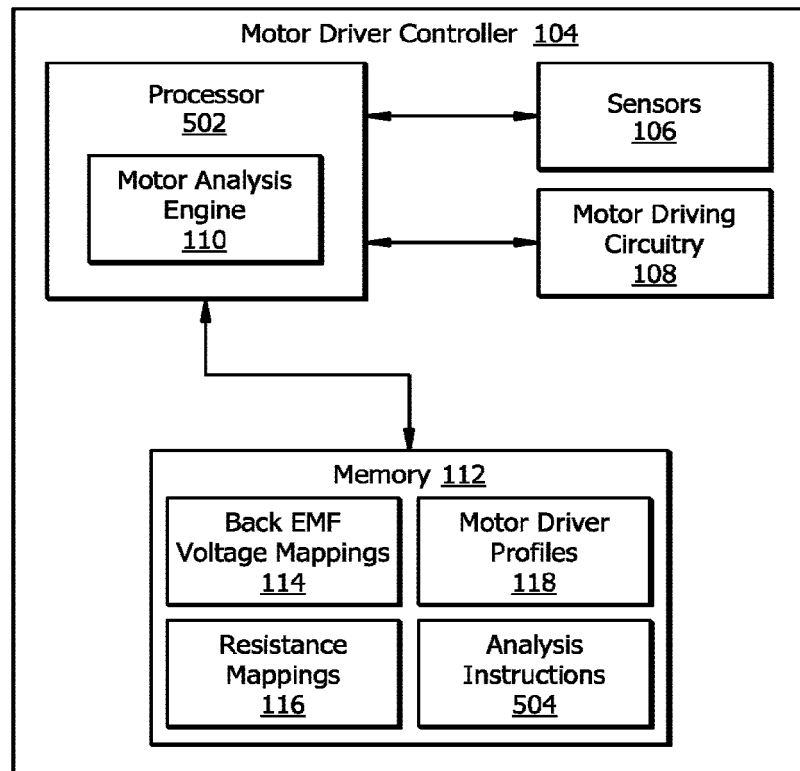 Motor Driver Controller 104
Processor
502
Motor Analysis
Engine
110
Sensors
106
Motor Driving
Circuitry
108
Memory 112
Back EMF
Voltage Mappings
114
Motor Driver
Profiles
118
Resistance
Mappings
116
Analysis
Instructions
504